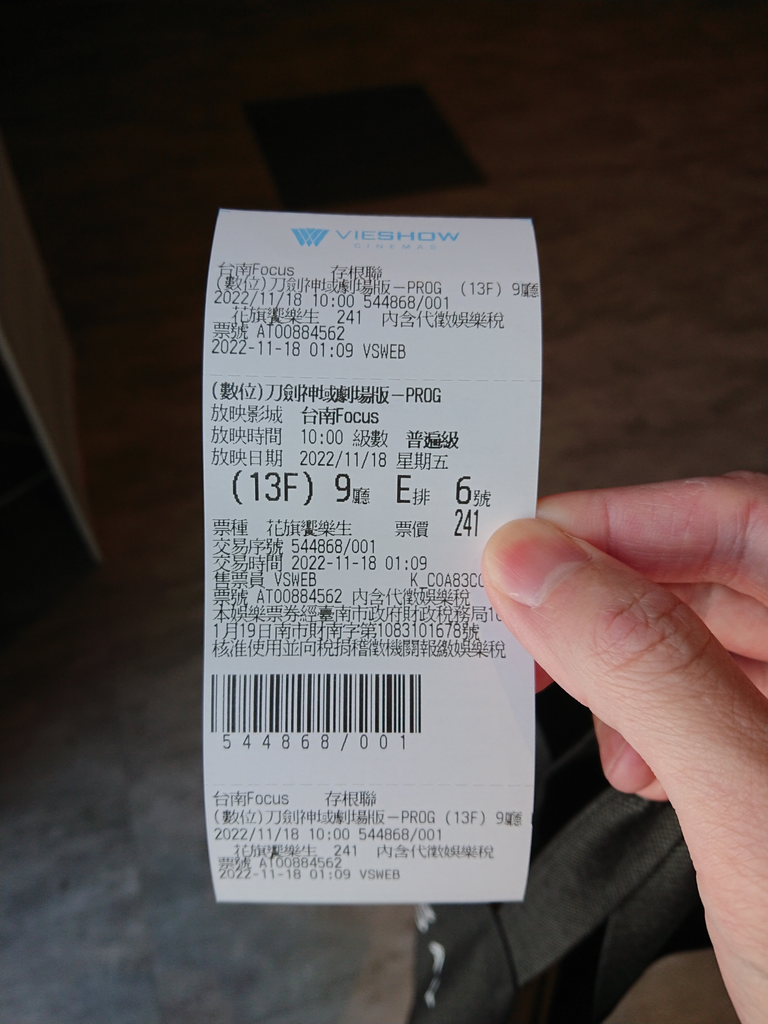 VIESHOW
CINEMAS
台南Focus 存根聯
(數位)刀劍神域劇場版-PROG (13F) 9廳
2022/11/18 10:00 544868/001
花旗饗樂生 241 內含代徵娛樂稅
票號 AT00884562
2022-11-18 01:09 VSWEB
(數位)刀劍神域劇場版-PROG
放映影城 台南Focus
放映時間 10:00 級數 普遍級
放映日期 2022/11/18 星期五
(13F) 9廳 E排 6號
票種 花旗饗樂生 票價 241
交易序號 544868/001
交易時間 2022-11-18 01:09
售票員 VSWEB K_C0A83CC
票號 AT00884562 內含代徵娛樂稅
本娛樂票券經臺南市政府財政稅務局10
1月19日南市財南字第1083101678號
核准使用並向稅捐稽徵機關報繳娛樂稅
544868/001
台南Focus 存根聯
(數位)刀劍神域劇場版-PROG (13F) 9廳
2022/11/18 10:00 544868/001
花旗饗樂生 241 內含代徵娛樂稅
票號 AT00884562
2022-11-18 01:09 VSWEB